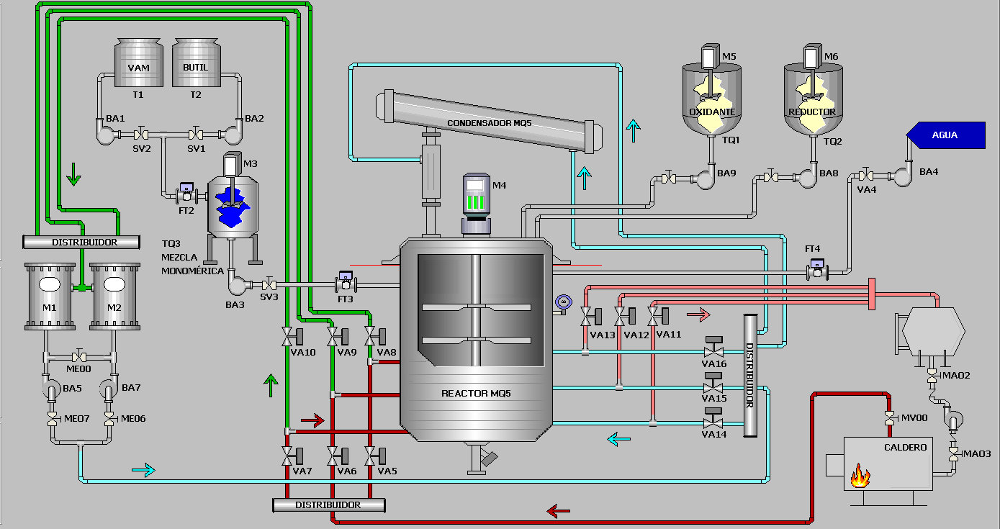 VAM
BUTIL
T1
T2
BA1
BA2
SV2
SV1
M3
FT2
TQ3
MEZCLA
MONOMÉRICA
BA3
SV3
FT3
CONDENSADOR MQ5
M4
M5
M6
OXIDANTE
REDUCTOR
TQ1
TQ2
BA9
BA8
AGUA
BA4
VA4
FT4
DISTRIBUIDOR
M1
M2
ME00
BA5
BA7
ME07
ME06
VA10
VA9
VA8
REACTOR MQ5
VA7
VA6
VA5
DISTRIBUIDOR
VA13
VA12
VA11
VA16
VA15
VA14
DISTRIBUIDOR
MA02
MV00
CALDERO
MA03